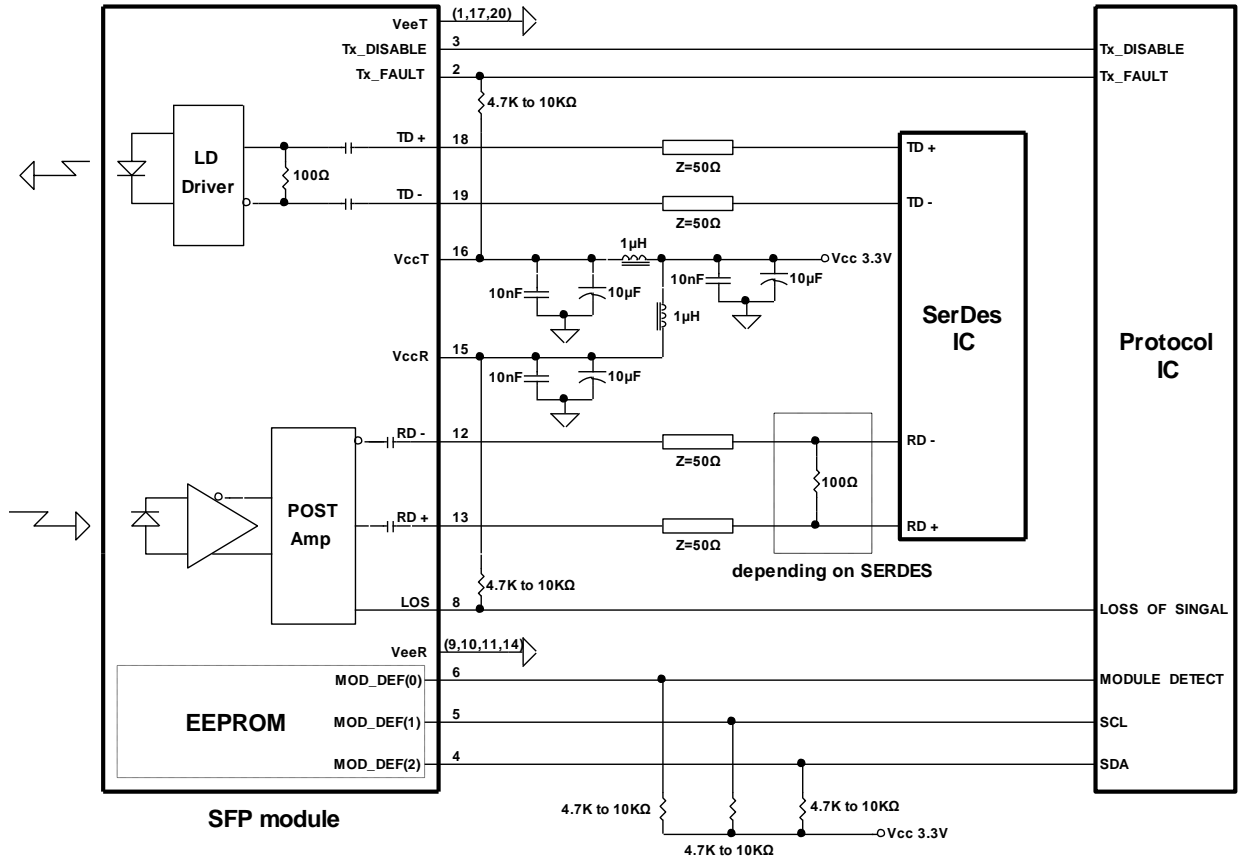 VeeT (1,17,20)
Tx_DISABLE 3 Tx_DISABLE
Tx_FAULT 2 Tx_FAULT
4.7K to 10KΩ
LD
Driver
100Ω
TD + 18 Z=50Ω TD +
TD - 19 Z=50Ω TD -
VccT 16 1µH Vcc 3.3V
10nF 10µF 10nF 10µF
1µH
SerDes
IC
Protocol
IC
VccR 15
10nF 10µF
RD - 12 Z=50Ω RD -
100Ω
POST
Amp
RD + 13 Z=50Ω RD +
depending on SERDES
4.7K to 10KΩ
LOS 8 LOSS OF SINGAL
VeeR (9,10,11,14)
MOD_DEF(0) 6 MODULE DETECT
EEPROM
MOD_DEF(1) 5 SCL
MOD_DEF(2) 4 SDA
SFP module
4.7K to 10KΩ 4.7K to 10KΩ
Vcc 3.3V
4.7K to 10KΩ